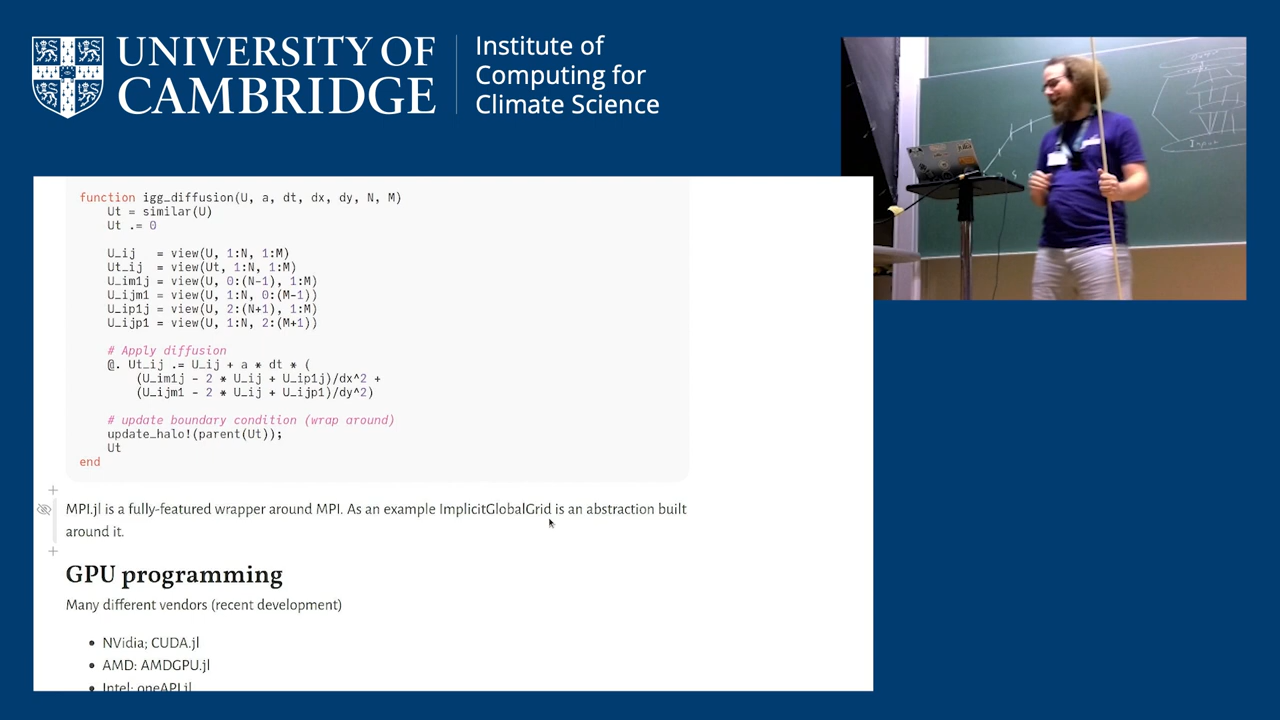 UNIVERSITY OF
CAMBRIDGE
Institute of
Computing for
Climate Science
function igg_diffusion(U, a, dt, dx, dy, N, M)
    Ut = similar(U)
    Ut .= 0
    U_ij   = view(U, 1:N, 1:M)
    Ut_ij  = view(Ut, 1:N, 1:M)
    U_im1j = view(U, 0:(N-1), 1:M)
    U_ijm1 = view(U, 1:N, 0:(M-1))
    U_ip1j = view(U, 2:(N+1), 1:M)
    U_ijp1 = view(U, 1:N, 2:(M+1))
    # Apply diffusion
    @. Ut_ij .= U_ij + a * dt * (
        (U_im1j - 2 * U_ij + U_ip1j)/dx^2 +
        (U_ijm1 - 2 * U_ij + U_ijp1)/dy^2)
    # update boundary condition (wrap around)
    update_halo!(parent(Ut));
    Ut
end
MPI.jl is a fully-featured wrapper around MPI. As an example ImplicitGlobalGrid is an abstraction built
around it.
GPU programming
Many different vendors (recent development)
• NVidia; CUDA.jl
• AMD: AMDGPU.jl
• Intel: oneAPI.jl
Input